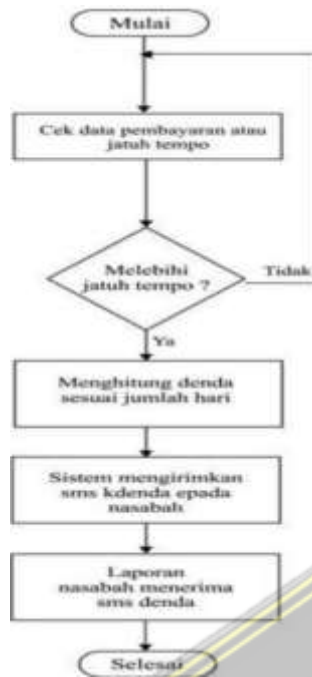 Mulai
Cek data pembayaran atau
jatuh tempo
Melebihi
jatuh tempo ?
Tidak
Ya
Menghitung denda
sesuai jumlah hari
Sistem mengirimkan
sms kdenda epada
nasabah
Laporan
nasabah menerima
sms denda
Selesai